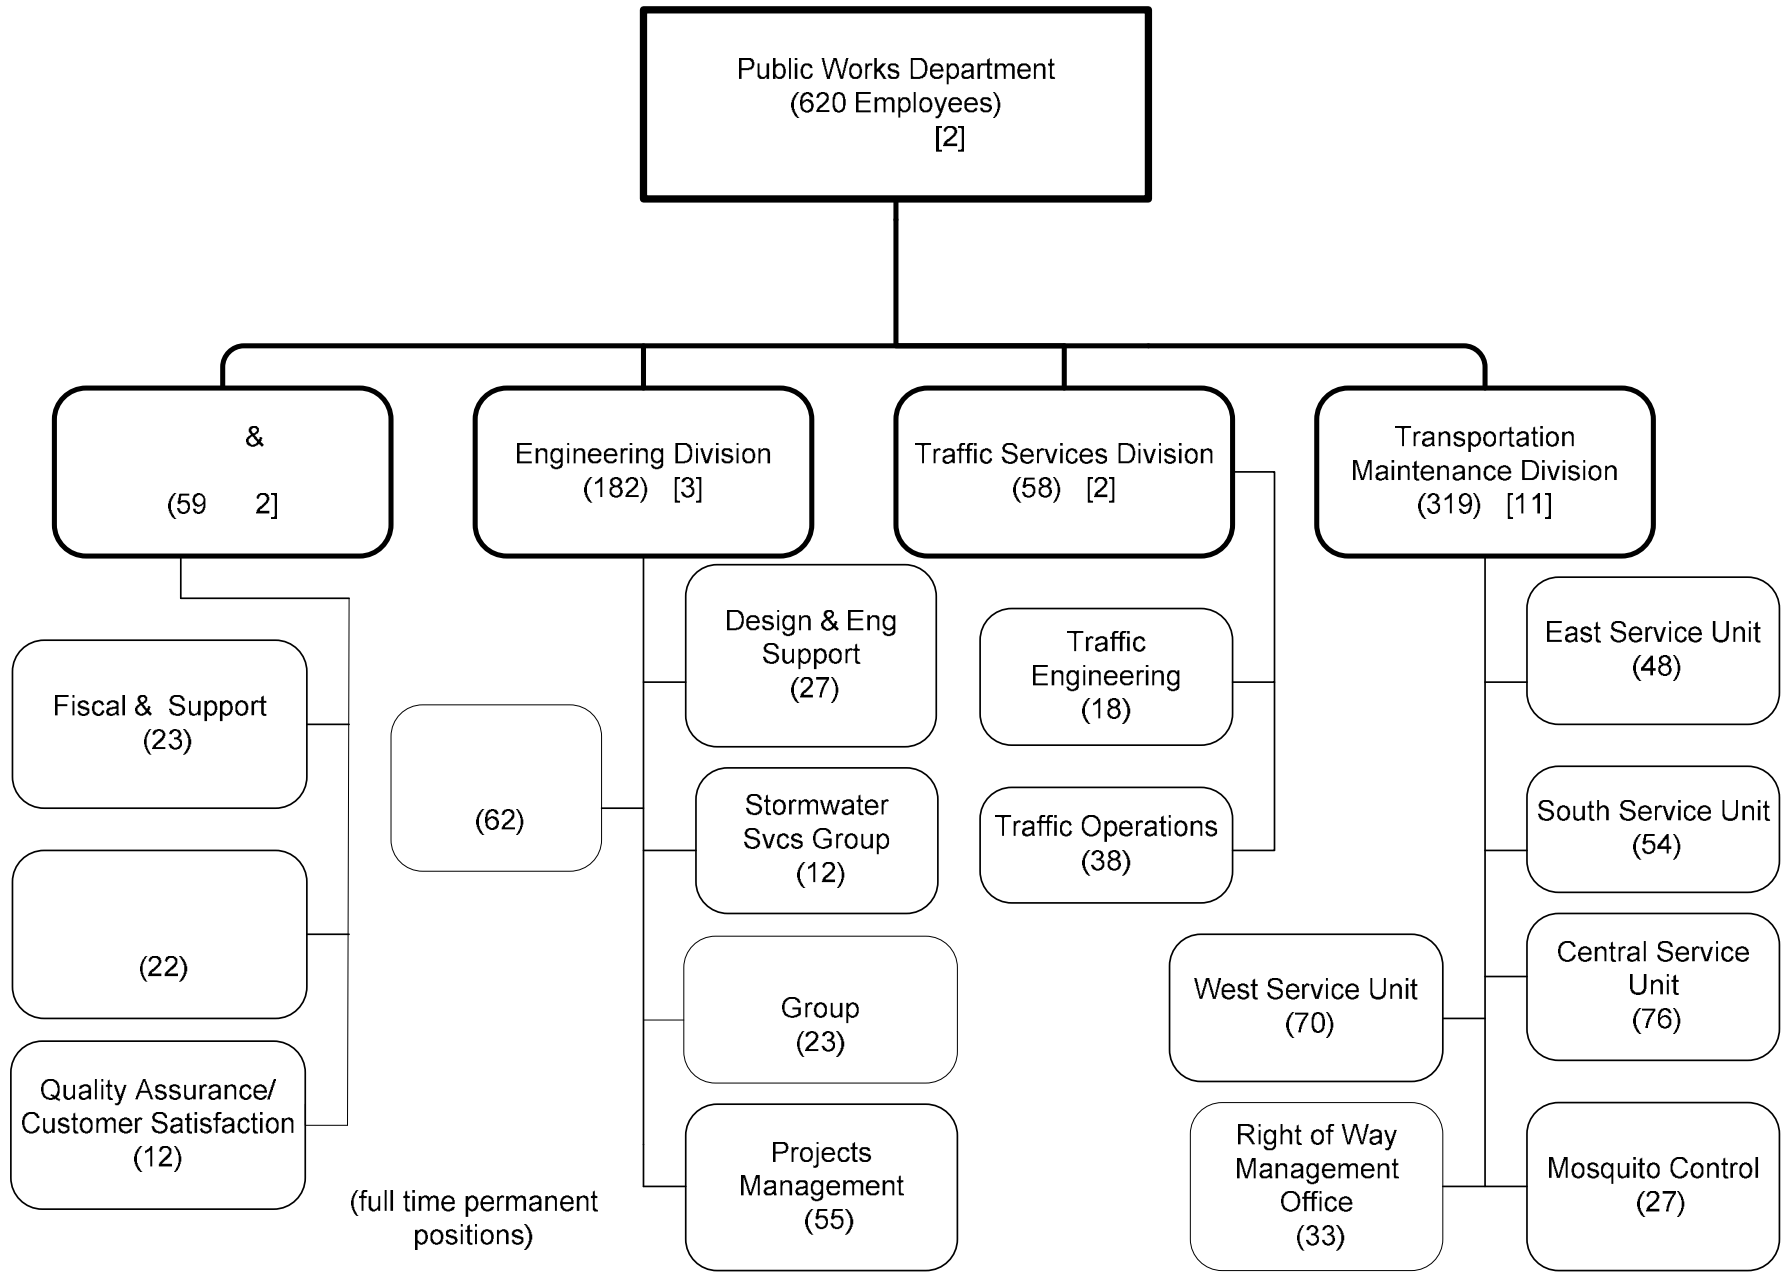 Public Works Department
(620 Employees)
[2]
&
(59 2]
Engineering Division
(182) [3]
Traffic Services Division
(58) [2]
Transportation
Maintenance Division
(319) [11]
Fiscal & Support
(23)
(22)
Quality Assurance/
Customer Satisfaction
(12)
(62)
Design & Eng
Support
(27)
Stormwater
Svcs Group
(12)
Group
(23)
Projects
Management
(55)
Traffic
Engineering
(18)
Traffic Operations
(38)
East Service Unit
(48)
South Service Unit
(54)
Central Service
Unit
(76)
West Service Unit
(70)
Right of Way
Management
Office
(33)
Mosquito Control
(27)
(full time permanent
positions)